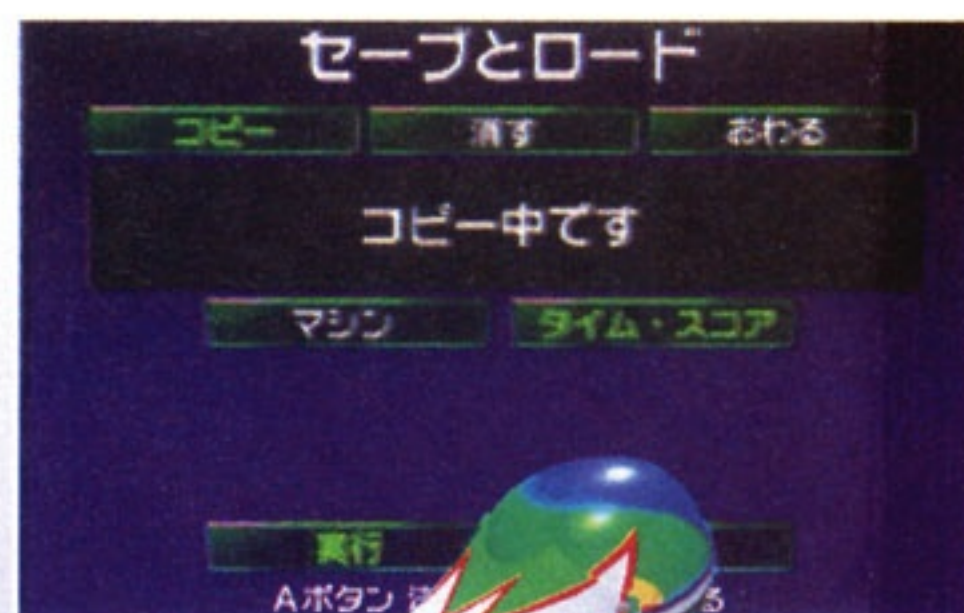 セーブとロード
コピー 消す おわる
コピー中です
マシン タイム・スコア
実行
Aボタン る